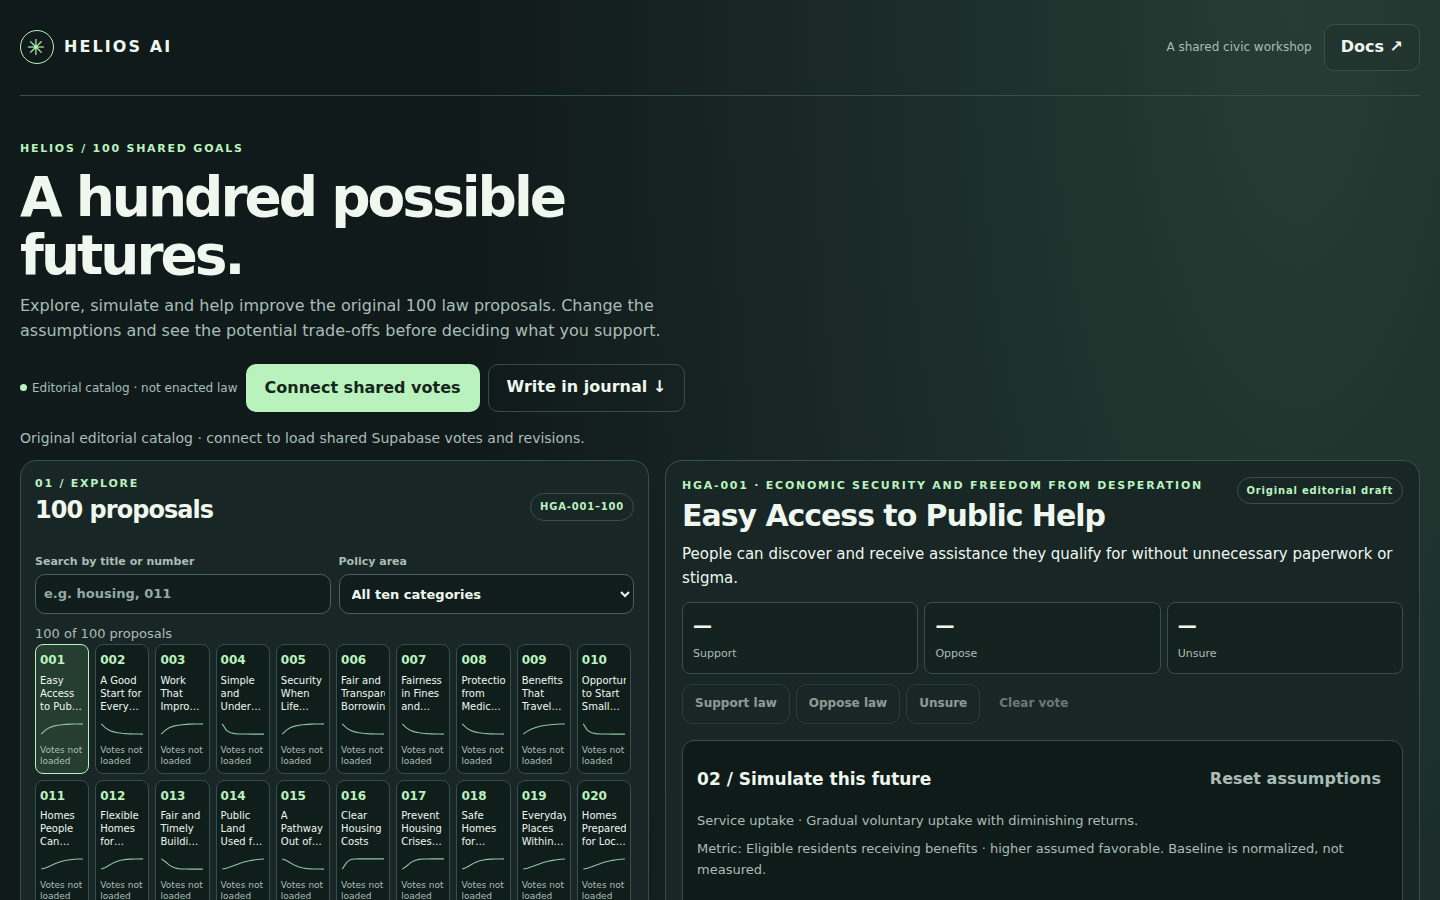 HELIOS AI
A shared civic workshop
Docs ↗
HELIOS / 100 SHARED GOALS
A hundred possible
futures.
Explore, simulate and help improve the original 100 law proposals. Change the
assumptions and see the potential trade-offs before deciding what you support.
Editorial catalog · not enacted law
Connect shared votes
Write in journal ↓
Original editorial catalog · connect to load shared Supabase votes and revisions.
01 / EXPLORE
100 proposals
HGA-001–100
Search by title or number
Policy area
e.g. housing, 011
All ten categories
100 of 100 proposals
001
Easy
Access
to Pub…
Votes not
loaded
002
A Good
Start for
Every…
Votes not
loaded
003
Work
That
Impro…
Votes not
loaded
004
Simple
and
Under…
Votes not
loaded
005
Security
When
Life…
Votes not
loaded
006
Fair and
Transpar
Borrowin
Votes not
loaded
007
Fairness
in Fines
and…
Votes not
loaded
008
Protectio
from
Medic…
Votes not
loaded
009
Benefits
That
Travel…
Votes not
loaded
010
Opportur
to Start
Small…
Votes not
loaded
011
Homes
People
Can…
Votes not
loaded
012
Flexible
Homes
for…
Votes not
loaded
013
Fair and
Timely
Buildi…
Votes not
loaded
014
Public
Land
Used f…
Votes not
loaded
015
A
Pathway
Out of…
Votes not
loaded
016
Clear
Housing
Costs
Votes not
loaded
017
Prevent
Housing
Crises…
Votes not
loaded
018
Safe
Homes
for…
Votes not
loaded
019
Everyday
Places
Within…
Votes not
loaded
020
Homes
Prepared
for Loc…
Votes not
loaded
HGA-001 · ECONOMIC SECURITY AND FREEDOM FROM DESPERATION
Original editorial draft
Easy Access to Public Help
People can discover and receive assistance they qualify for without unnecessary paperwork or
stigma.
—
Support
—
Oppose
—
Unsure
Support law
Oppose law
Unsure
Clear vote
02 / Simulate this future
Reset assumptions
Service uptake · Gradual voluntary uptake with diminishing returns.
Metric: Eligible residents receiving benefits · higher assumed favorable. Baseline is normalized, not
measured.